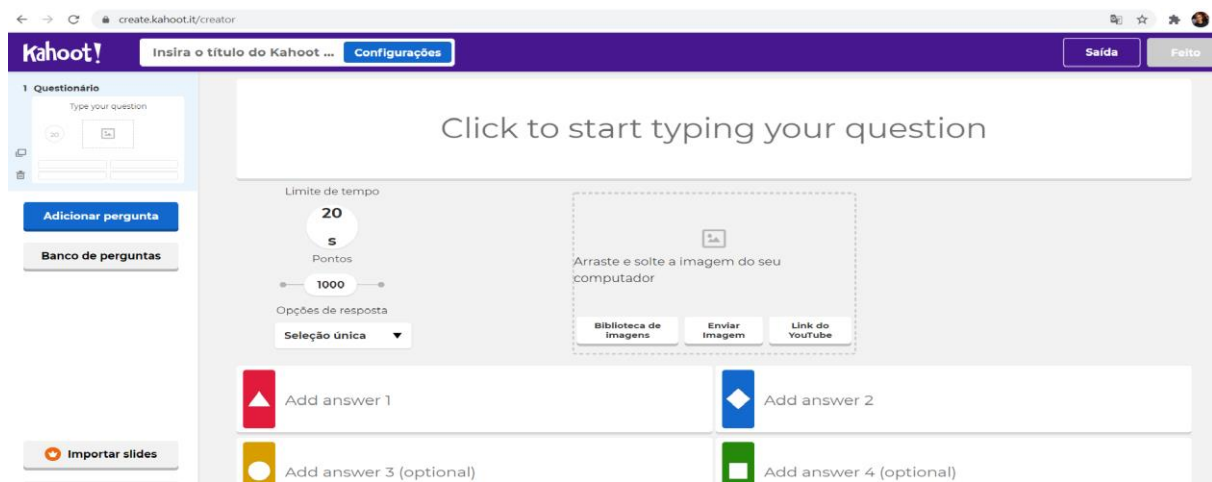 create.kahoot.it/creator
Kahoot!
Insira o título do Kahoot ...
Configurações
Saída
Feito
1 Questionário
Type your question
20
Adicionar pergunta
Banco de perguntas
Importar slides
Click to start typing your question
Limite de tempo
20
s
Pontos
1000
Opções de resposta
Seleção única
Arraste e solte a imagem do seu
computador
Biblioteca de
imagens
Enviar
Imagem
Link do
YouTube
Add answer 1
Add answer 2
Add answer 3 (optional)
Add answer 4 (optional)